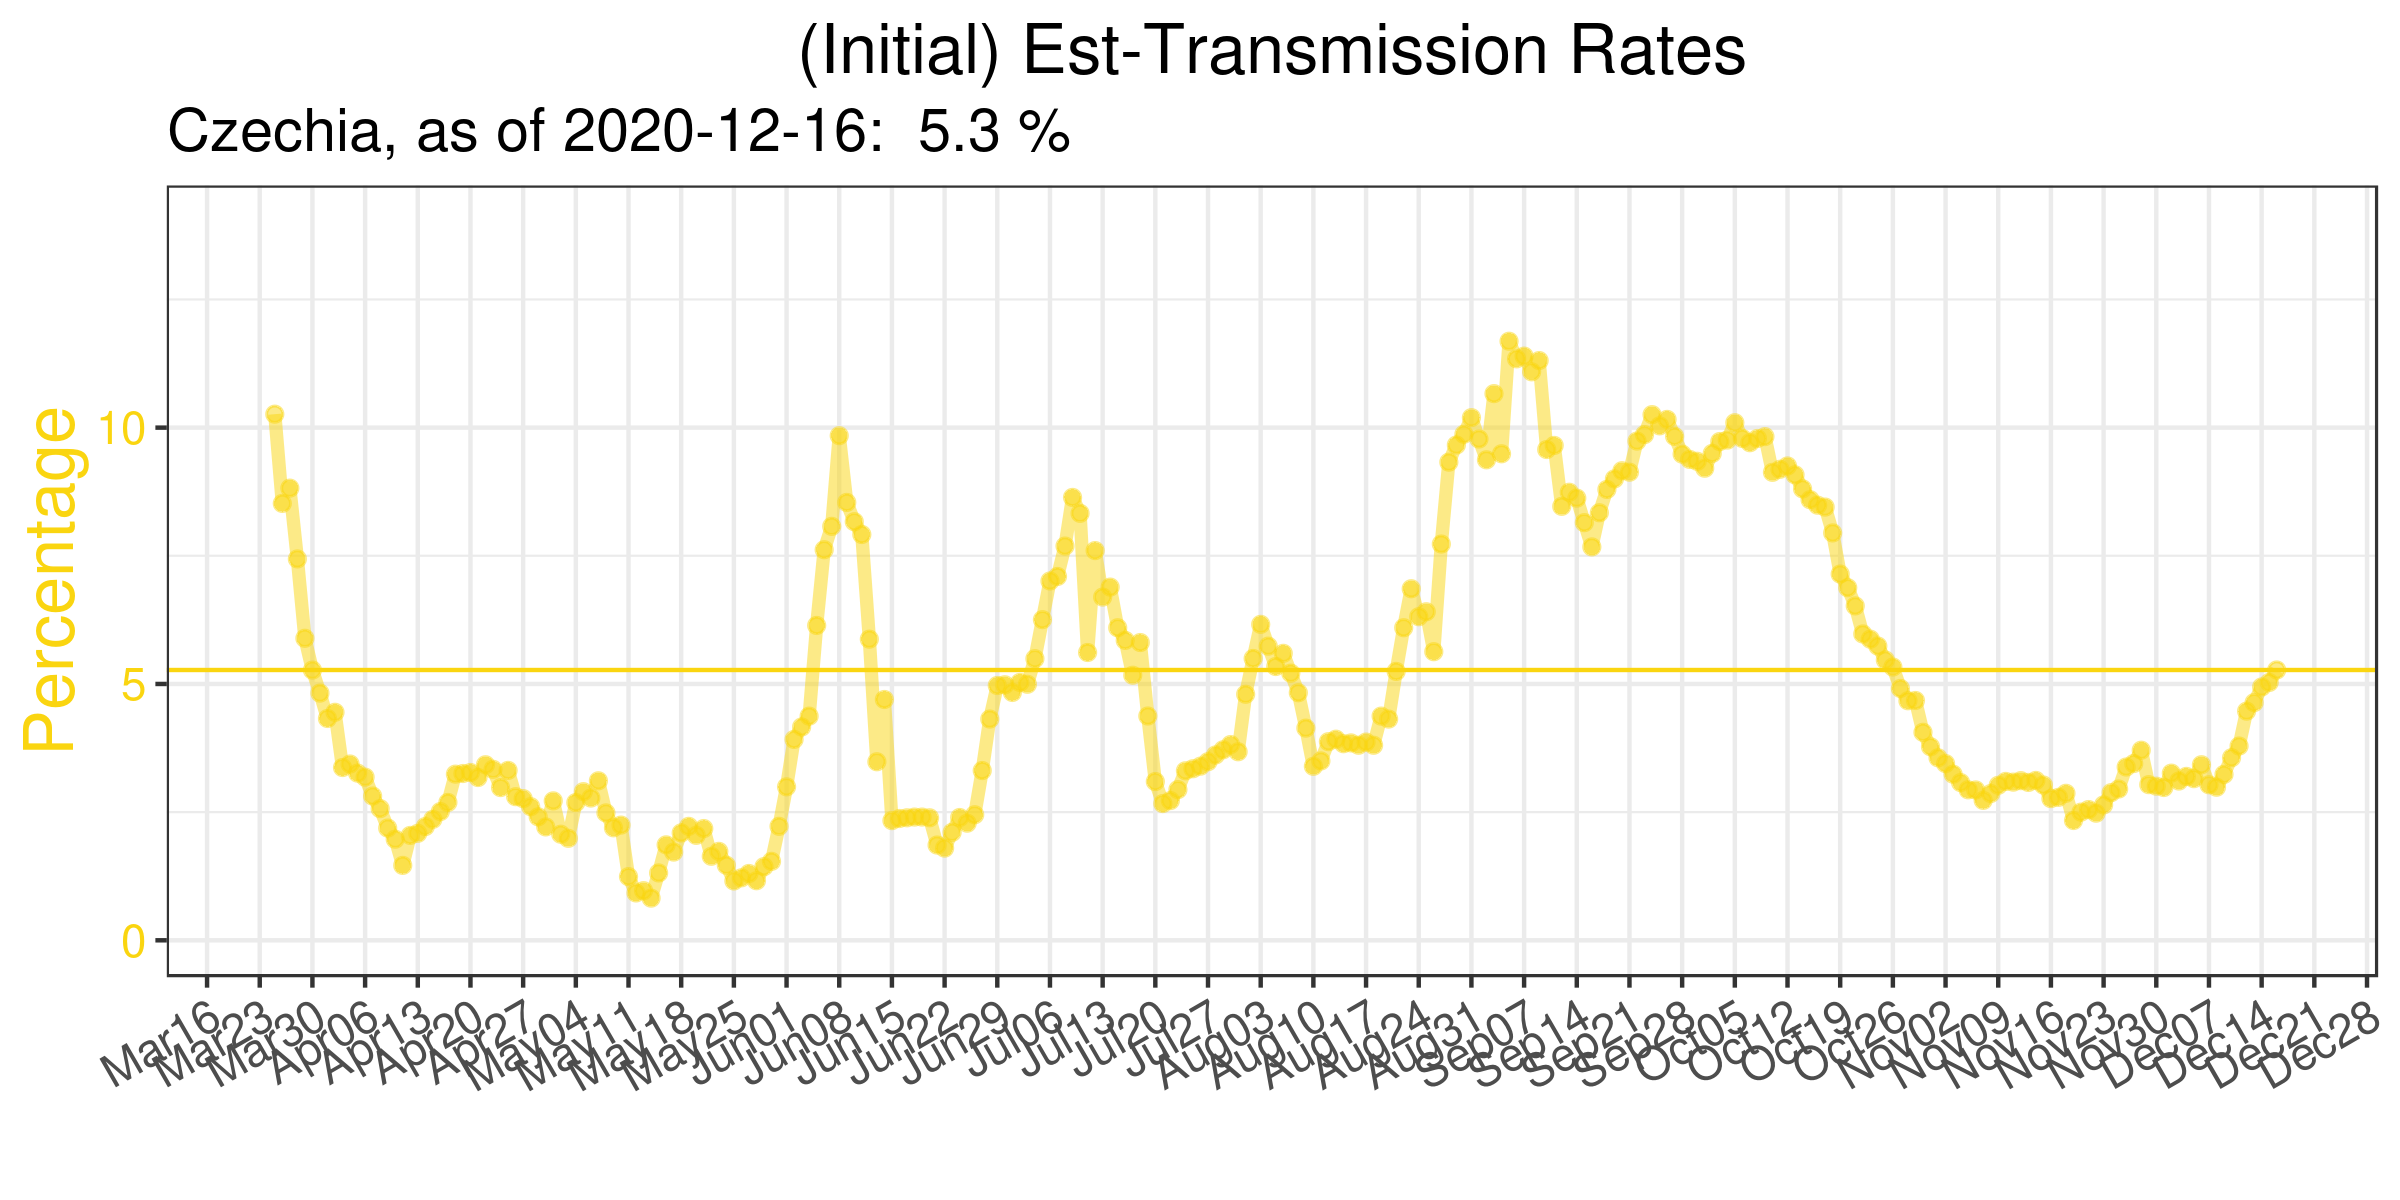 (Initial) Est-Transmission Rates
Czechia, as of 2020-12-16:  5.3 %
Percentage
10
5
0
Mar16
Mar23
Mar30
Apr06
Apr13
Apr20
Apr27
May04
May11
May18
May25
Jun01
Jun08
Jun15
Jun22
Jun29
Jul06
Jul13
Jul20
Jul27
Aug03
Aug10
Aug17
Aug24
Aug31
Sep07
Sep14
Sep21
Sep28
Oct05
Oct12
Oct19
Oct26
Nov02
Nov09
Nov16
Nov23
Nov30
Dec07
Dec14
Dec21
Dec28